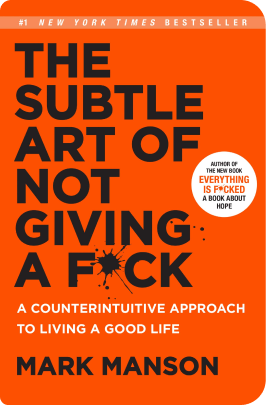 #1 NEW YORK TIMES BESTSELLER
THE
SUBTLE
ART OF
NOT
GIVING
A F*CK
AUTHOR OF
THE NEW BOOK
EVERYTHING
IS F*CKED
A BOOK ABOUT
HOPE
A COUNTERINTUITIVE APPROACH
TO LIVING A GOOD LIFE
MARK MANSON